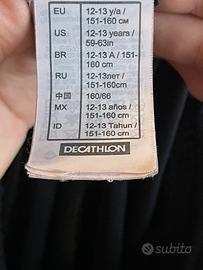 EU 12-13 y/a /
151-160 см
US 12-13 years /
59-63in
BR 12-13 A / 151-
160 cm
RU 12-13лет /
151-160cm
中国 160/66
MX 12-13 años /
151-160 cm
ID 12-13 Tahun /
151-160 cm
DECATHLON
subito